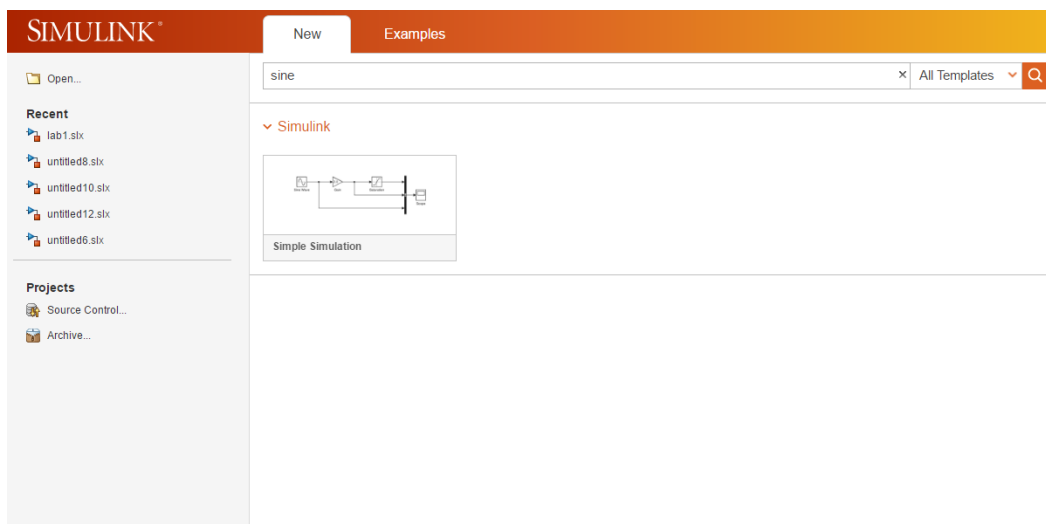 SIMULINK®
New
Examples
Open...
sine
× All Templates
Recent
lab1.slx
untitled8.slx
untitled10.slx
untitled12.slx
untitled6.slx
Projects
Source Control...
Archive...
Simulink
Simple Simulation